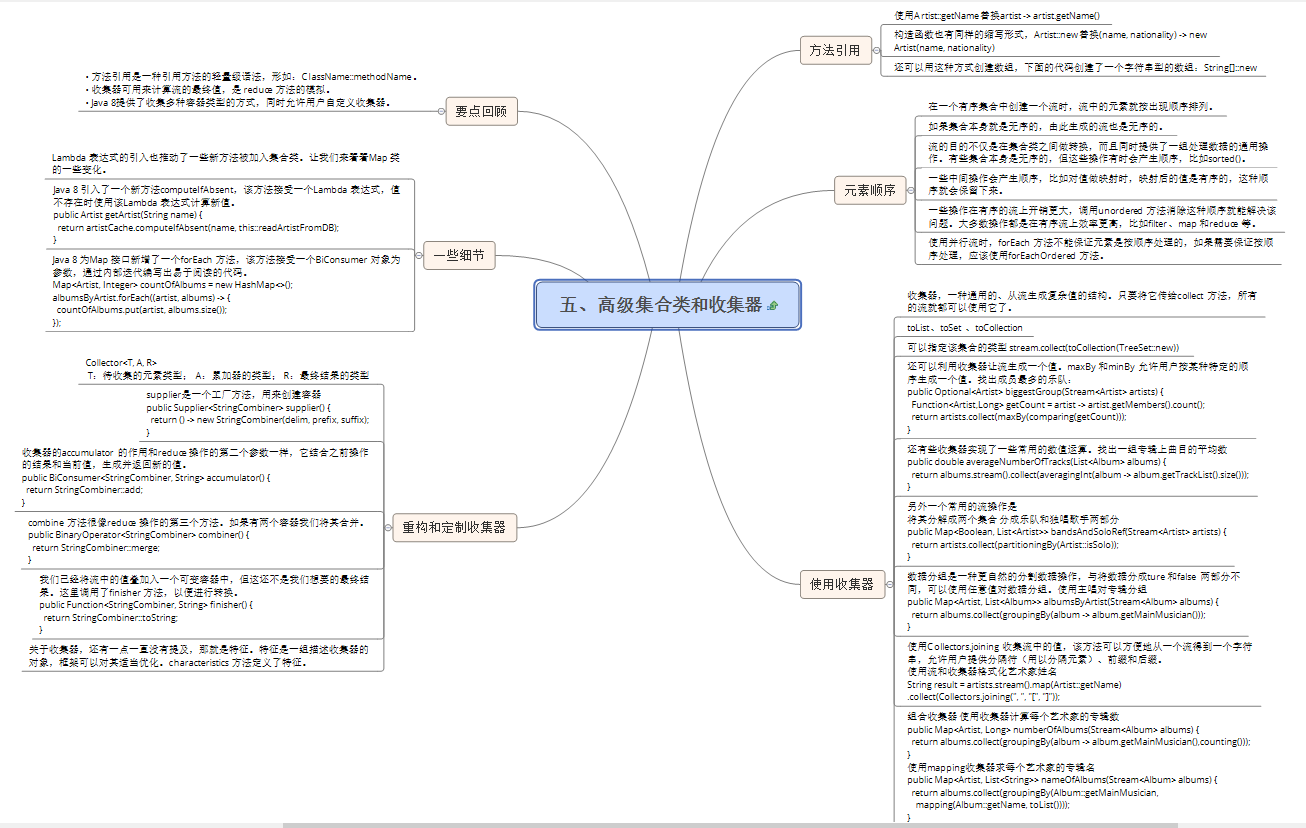 五、高级集合类和收集器
方法引用
使用Artist::getName 替换artist -> artist.getName()
构造函数也有同样的缩写形式，Artist::new 替换(name, nationality) -> new
Artist(name, nationality)
还可以用这种方式创建数组，下面的代码创建了一个字符串型的数组：String[]::new
元素顺序
在一个有序集合中创建一个流时，流中的元素就按出现顺序排列。
如果集合本身就是无序的，由此生成的流也是无序的。
流的目的不仅是在集合类之间做转换，而且同时提供了一组处理数据的通用操
作。有些集合本身是无序的，但这些操作有时会产生顺序，比如sorted()。
一些中间操作会产生顺序，比如对值做映射时，映射后的值是有序的，这种顺
序就会保留下来。
一些操作在有序的流上开销更大，调用unordered 方法消除这种顺序就能解决该
问题。大多数操作都是在有序流上效率更高，比如filter、map 和reduce 等。
使用并行流时，forEach 方法不能保证元素是按顺序处理的，如果需要保证按顺
序处理，应该使用forEachOrdered 方法。
使用收集器
收集器，一种通用的、从流生成复杂值的结构。只要将它传给collect 方法，所有
的流就都可以使用它了。
toList、toSet 、toCollection
可以指定该集合的类型 stream.collect(toCollection(TreeSet::new))
还可以利用收集器让流生成一个值。maxBy 和minBy 允许用户按某种特定的顺
序生成一个值。找出成员最多的乐队：
public Optional<Artist> biggestGroup(Stream<Artist> artists) {
Function<Artist,Long> getCount = artist -> artist.getMembers().count();
return artists.collect(maxBy(comparing(getCount)));
}
还有些收集器实现了一些常用的数值运算。找出一组专辑上曲目的平均数
public double averageNumberOfTracks(List<Album> albums) {
return albums.stream().collect(averagingInt(album -> album.getTrackList().size()));
}
另外一个常用的流操作是
将其分解成两个集合 分成乐队和独唱歌手两部分
public Map<Boolean, List<Artist>> bandsAndSoloRef(Stream<Artist> artists) {
return artists.collect(partitioningBy(Artist::isSolo));
}
数据分组是一种更自然的分割数据操作，与将数据分成ture 和false 两部分不
同，可以使用任意值对数据分组。使用主唱对专辑分组
public Map<Artist, List<Album>> albumsByArtist(Stream<Album> albums) {
return albums.collect(groupingBy(album -> album.getMainMusician()));
}
使用Collectors.joining 收集流中的值，该方法可以方便地从一个流得到一个字符
串，允许用户提供分隔符（用以分隔元素）、前缀和后缀。
使用流和收集器格式化艺术家姓名
String result = artists.stream().map(Artist::getName)
.collect(Collectors.joining(", ", "[", "]"));
组合收集器 使用收集器计算每个艺术家的专辑数
public Map<Artist, Long> numberOfAlbums(Stream<Album> albums) {
return albums.collect(groupingBy(album -> album.getMainMusician(),counting()));
}
使用mapping收集器求每个艺术家的专辑名
public Map<Artist, List<String>> nameOfAlbums(Stream<Album> albums) {
return albums.collect(groupingBy(Album::getMainMusician,
mapping(Album::getName, toList())));
}
要点回顾
• 方法引用是一种引用方法的轻量级语法，形如：ClassName::methodName。
• 收集器可用来计算流的最终值，是 reduce 方法的模拟。
• Java 8提供了收集多种容器类型的方式，同时允许用户自定义收集器。
一些细节
Lambda 表达式的引入也推动了一些新方法被加入集合类。让我们来看看Map 类
的一些变化。
Java 8 引入了一个新方法computeIfAbsent，该方法接受一个Lambda 表达式，值
不存在时使用该Lambda 表达式计算新值。
public Artist getArtist(String name) {
return artistCache.computeIfAbsent(name, this::readArtistFromDB);
}
Java 8 为Map 接口新增了一个forEach 方法，该方法接受一个BiConsumer 对象为
参数，通过内部迭代编写出易于阅读的代码。
Map<Artist, Integer> countOfAlbums = new HashMap<>();
albumsByArtist.forEach((artist, albums) -> {
countOfAlbums.put(artist, albums.size());
});
重构和定制收集器
Collector<T, A, R>
T：待收集的元素类型； A：累加器的类型； R：最终结果的类型
supplier是一个工厂方法，用来创建容器
public Supplier<StringCombiner> supplier() {
return () -> new StringCombiner(delim, prefix, suffix);
}
收集器的accumulator 的作用和reduce 操作的第二个参数一样，它结合之前操作
的结果和当前值，生成并返回新的值。
public BiConsumer<StringCombiner, String> accumulator() {
return StringCombiner::add;
}
combine 方法很像reduce 操作的第三个方法。如果有两个容器我们将其合并。
public BinaryOperator<StringCombiner> combiner() {
return StringCombiner::merge;
}
我们已经将流中的值叠加入一个可变容器中，但这还不是我们想要的最终结
果。这里调用了finisher 方法，以便进行转换。
public Function<StringCombiner, String> finisher() {
return StringCombiner::toString;
}
关于收集器，还有一点一直没有提及，那就是特征。特征是一组描述收集器的
对象，框架可以对其适当优化。characteristics 方法定义了特征。